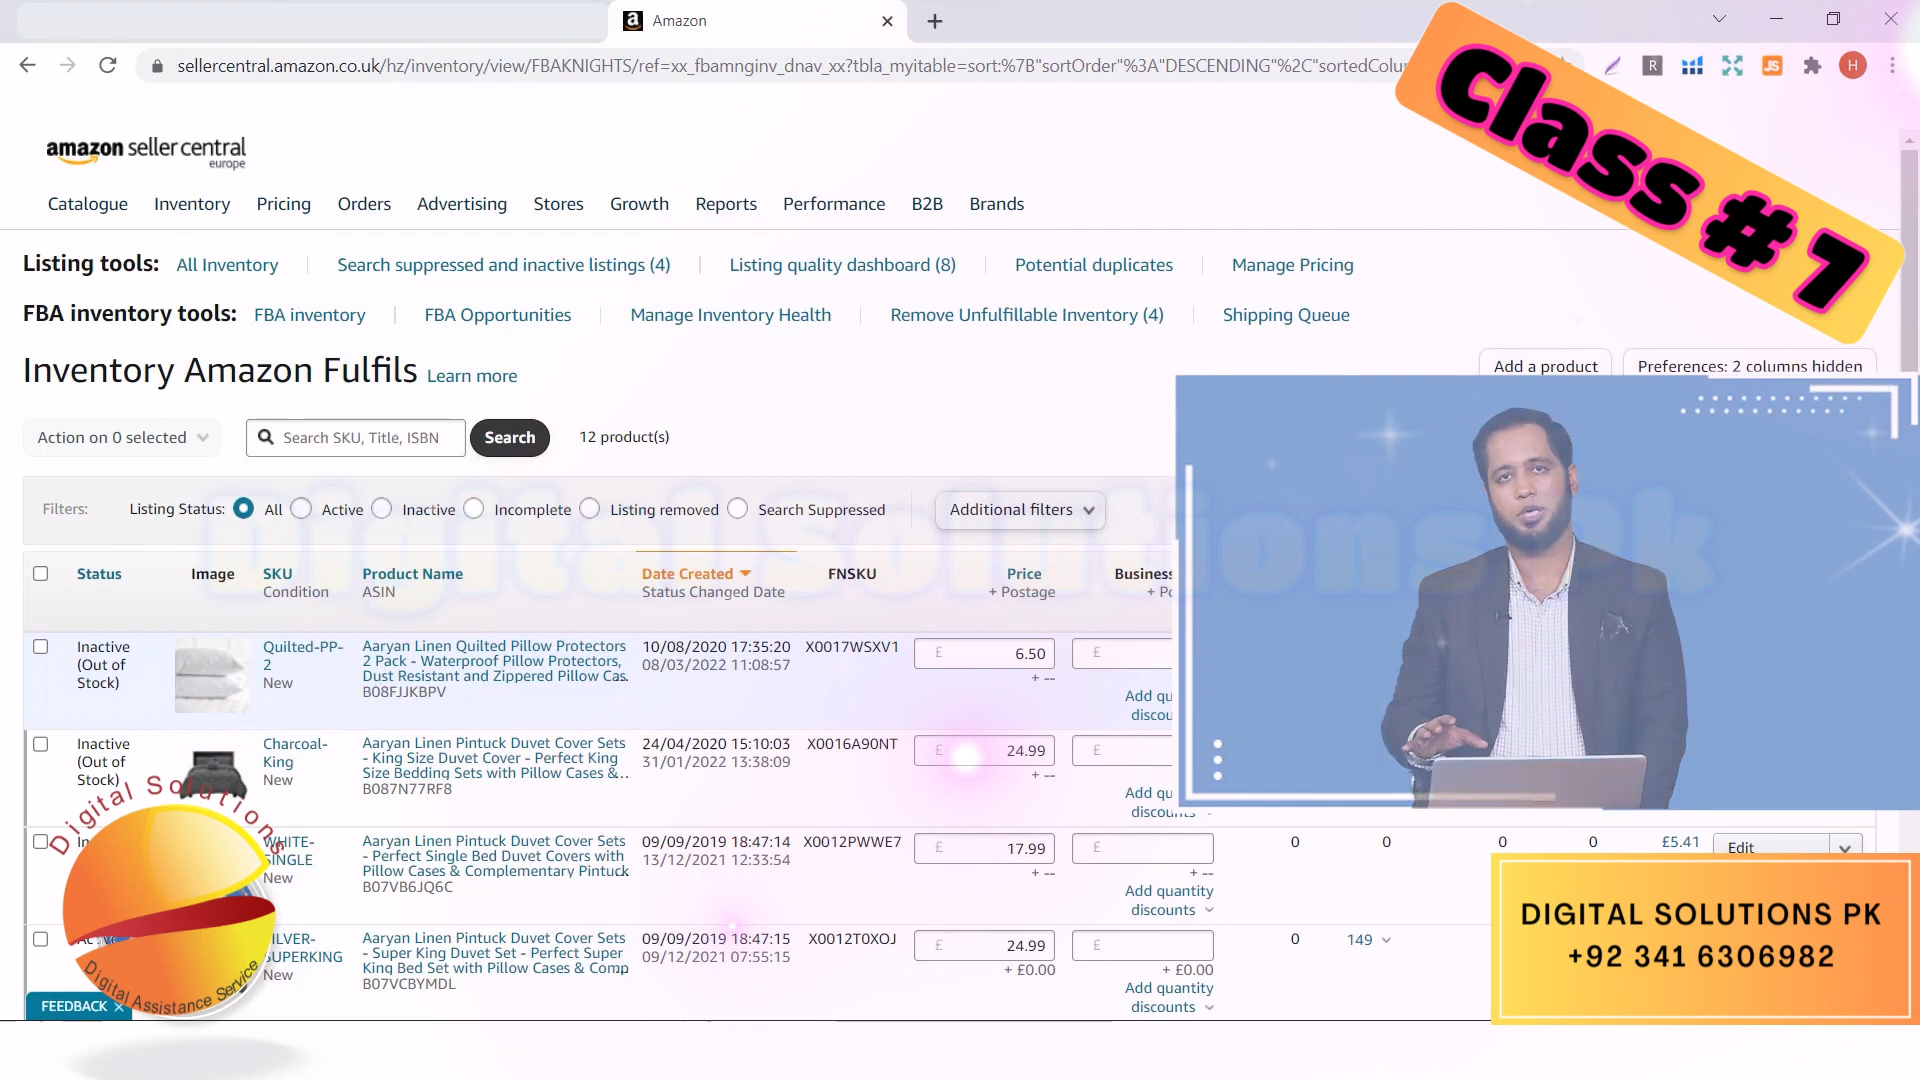 Amazon
sellercentral.amazon.co.uk/hz/inventory/view/FBAKNIGHTS/ref=xx_fbamnginv_dnav_xx?tbla_myitable=sort:%7B"sortOrder"%3A"DESCENDING"%2C"sortedColu
R
JS
H
Class # 7
amazon seller central
europe
Catalogue Inventory Pricing Orders Advertising Stores Growth Reports Performance B2B Brands
Listing tools: All Inventory Search suppressed and inactive listings (4) Listing quality dashboard (8) Potential duplicates Manage Pricing
FBA inventory tools: FBA inventory FBA Opportunities Manage Inventory Health Remove Unfulfillable Inventory (4) Shipping Queue
Inventory Amazon Fulfils Learn more
Add a product Preferences: 2 columns hidden
Action on 0 selected Search SKU, Title, ISBN Search 12 product(s)
Filters: Listing Status: All Active Inactive Incomplete Listing removed Search Suppressed Additional filters
Digital Solutions Pk
Status Image SKU Product Name Date Created FNSKU Price Business
Condition ASIN Status Changed Date + Postage
Inactive (Out of Stock)
Quilted-PP-2
New
Aaryan Linen Quilted Pillow Protectors
2 Pack - Waterproof Pillow Protectors,
Dust Resistant and Zippered Pillow Cas..
B08FJJKBPV
10/08/2020 17:35:20
08/03/2022 11:08:57
X0017WSXV1
£ 6.50
+ --
£
Inactive (Out of Stock)
Charcoal-King
New
Aaryan Linen Pintuck Duvet Cover Sets
- King Size Duvet Cover - Perfect King
Size Bedding Sets with Pillow Cases &..
B087N77RF8
24/04/2020 15:10:03
31/01/2022 13:38:09
X0016A90NT
£ 24.99
+ --
£
WHITE-SINGLE
New
Aaryan Linen Pintuck Duvet Cover Sets
- Perfect Single Bed Duvet Covers with
Pillow Cases & Complementary Pintuck
B07VB6JQ6C
09/09/2019 18:47:14
13/12/2021 12:33:54
X0012PWWE7
£ 17.99
+ --
£
+ --
Add quantity
discounts
0 0 0 0 £5.41 Edit
SILVER-SUPERKING
New
Aaryan Linen Pintuck Duvet Cover Sets
- Super King Duvet Set - Perfect Super
King Bed Set with Pillow Cases & Comp
B07VCBYMDL
09/09/2019 18:47:15
09/12/2021 07:55:15
X0012T0XOJ
£ 24.99
+ £0.00
£
+ £0.00
Add quantity
discounts
0 149
Digital Solutions
Digital Assistance Service
FEEDBACK
DIGITAL SOLUTIONS PK
+92 341 6306982